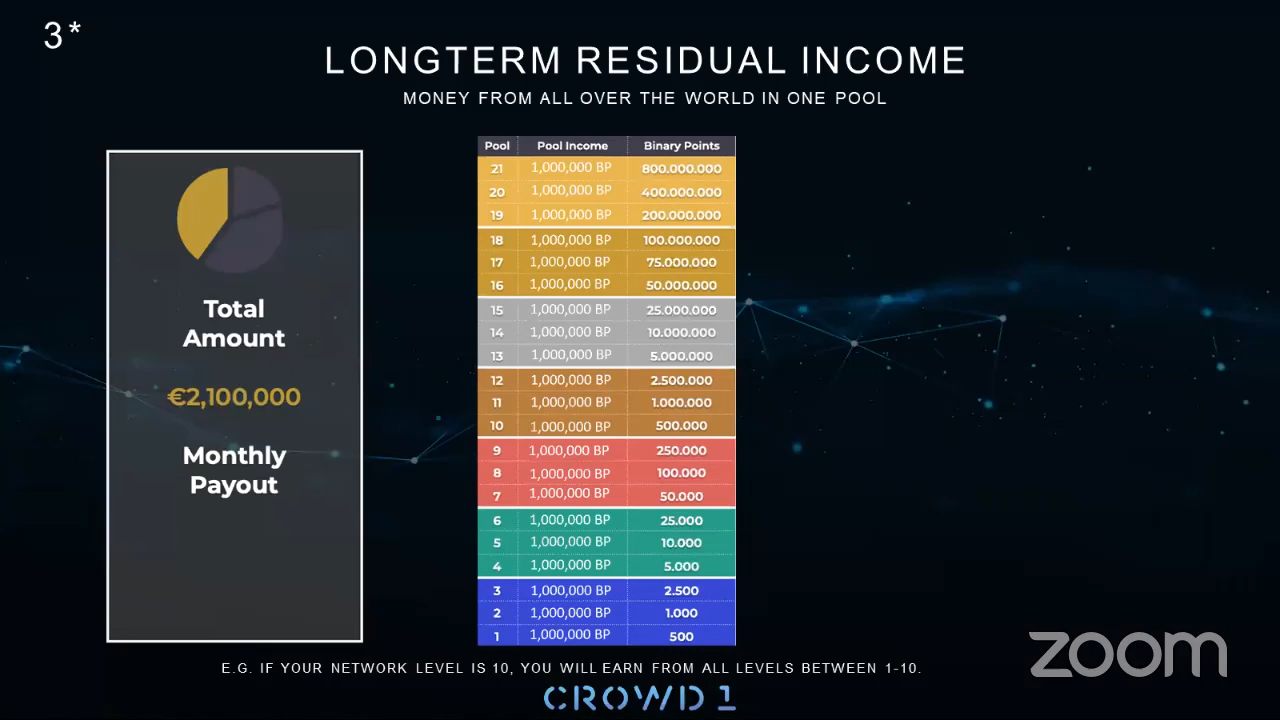 3*
LONGTERM RESIDUAL INCOME
MONEY FROM ALL OVER THE WORLD IN ONE POOL
Total
Amount
€2,100,000
Monthly
Payout
Pool Pool Income Binary Points
21 1,000,000 BP 800.000.000
20 1,000,000 BP 400.000.000
19 1,000,000 BP 200.000.000
18 1,000,000 BP 100.000.000
17 1,000,000 BP 75.000.000
16 1,000,000 BP 50.000.000
15 1,000,000 BP 25.000.000
14 1,000,000 BP 10.000.000
13 1,000,000 BP 5.000.000
12 1,000,000 BP 2.500.000
11 1,000,000 BP 1.000.000
10 1,000,000 BP 500.000
9 1,000,000 BP 250.000
8 1,000,000 BP 100.000
7 1,000,000 BP 50.000
6 1,000,000 BP 25.000
5 1,000,000 BP 10.000
4 1,000,000 BP 5.000
3 1,000,000 BP 2.500
2 1,000,000 BP 1.000
1 1,000,000 BP 500
E.G. IF YOUR NETWORK LEVEL IS 10, YOU WILL EARN FROM ALL LEVELS BETWEEN 1-10.
CROWD 1
zoom